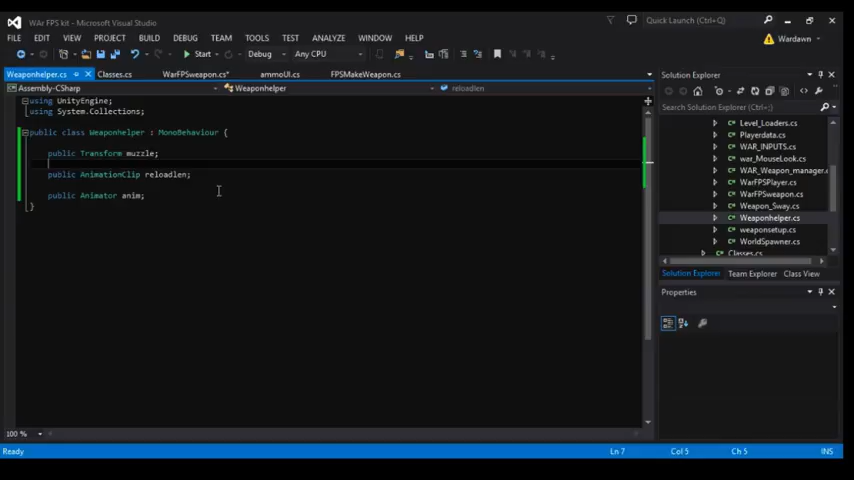 WAr FPS kit - Microsoft Visual Studio
Quick Launch (Ctrl+Q)
FILE EDIT VIEW PROJECT BUILD DEBUG TEAM TOOLS TEST ANALYZE WINDOW HELP
Wardawn
Start Debug Any CPU
Weaponhelper.cs Classes.cs WarFPSweapon.cs* ammoUI.cs FPSMakeWeapon.cs
Assembly-CSharp Weaponhelper reloadlen
using UnityEngine;
using System.Collections;
public class Weaponhelper : MonoBehaviour {
public Transform muzzle;
public AnimationClip reloadlen;
public Animator anim;
}
100 %
Solution Explorer
Search Solution Explorer (Ctrl+;)
Level_Loaders.cs
Playerdata.cs
WAR_INPUTS.cs
war_MouseLook.cs
WAR_Weapon_manager.c
WarFPSPlayer.cs
WarFPSweapon.cs
Weapon_Sway.cs
Weaponhelper.cs
weaponsetup.cs
WorldSpawner.cs
Classes.cs
Solution Explorer Team Explorer Class View
Properties
Ready Ln 7 Col 5 Ch 5 INS